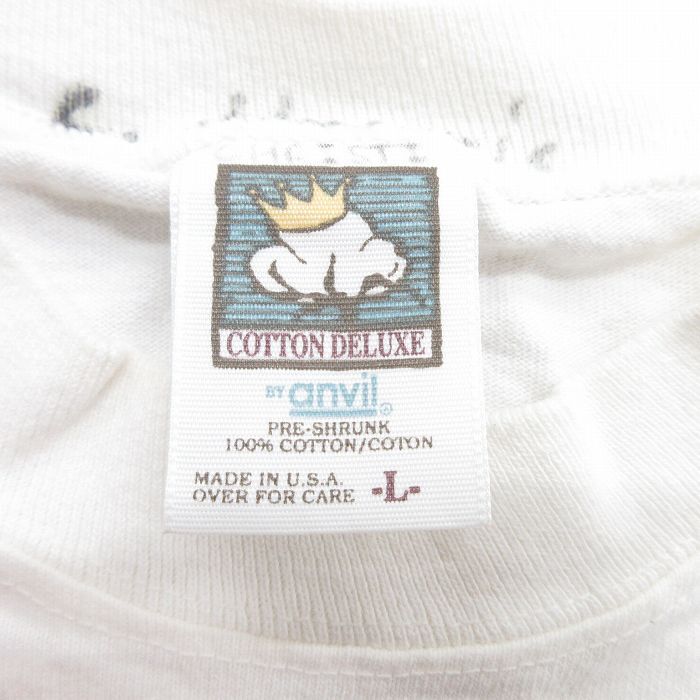 COTTON DELUXE
BY anvil®
PRE-SHRUNK
100% COTTON/COTON
MADE IN U.S.A.
OVER FOR CARE -L-